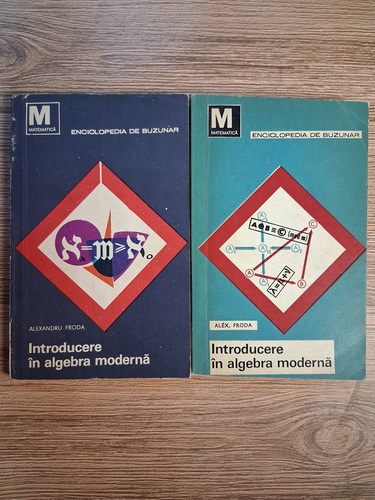 M
MATEMATICĂ
ENCICLOPEDIA DE BUZUNAR
ℵ = 𝔪 ≥ ℵ₀
ALEXANDRU FRODA
Introducere
în algebra modernă
M
MATEMATICĂ
ENCICLOPEDIA DE BUZUNAR
A
C
A⊙B≡C
A
A
A
A
A
B
λ=R+γ
ALEX. FRODA
Introducere
în algebra modernă